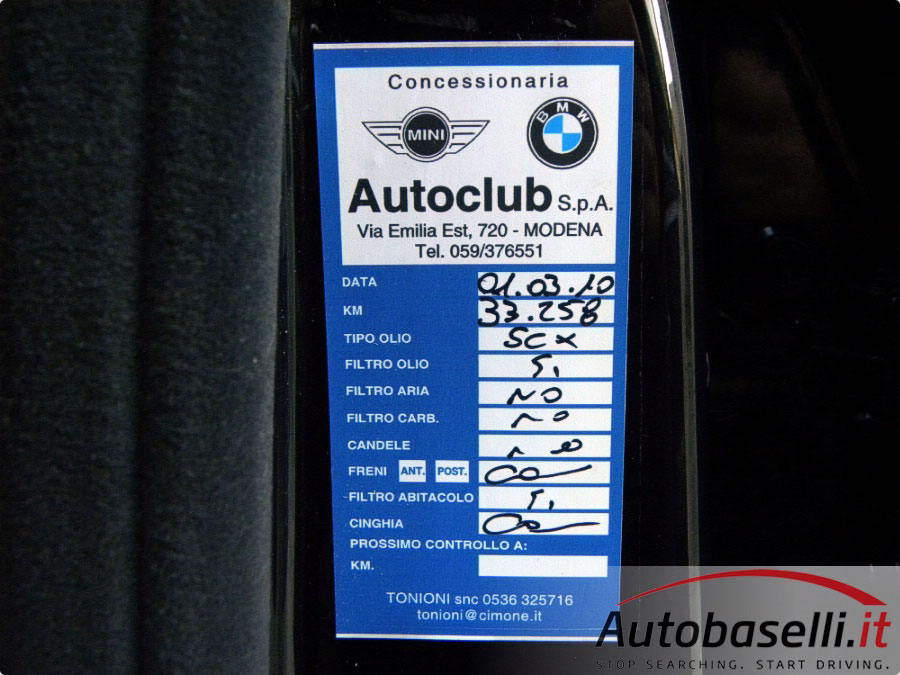 Concessionaria
MINI BMW
Autoclub S.p.A.
Via Emilia Est, 720 - MODENA
Tel. 059/376551
DATA 01.03.10
KM 33.258
TIPO OLIO SCX
FILTRO OLIO Si
FILTRO ARIA NO
FILTRO CARB. NO
CANDELE NO
FRENI ANT. POST.
FILTRO ABITACOLO Si
CINGHIA
PROSSIMO CONTROLLO A:
KM.
TONIONI snc 0536 325716
tonioni@cimone.it
Autobaselli.it
STOP SEARCHING. START DRIVING.